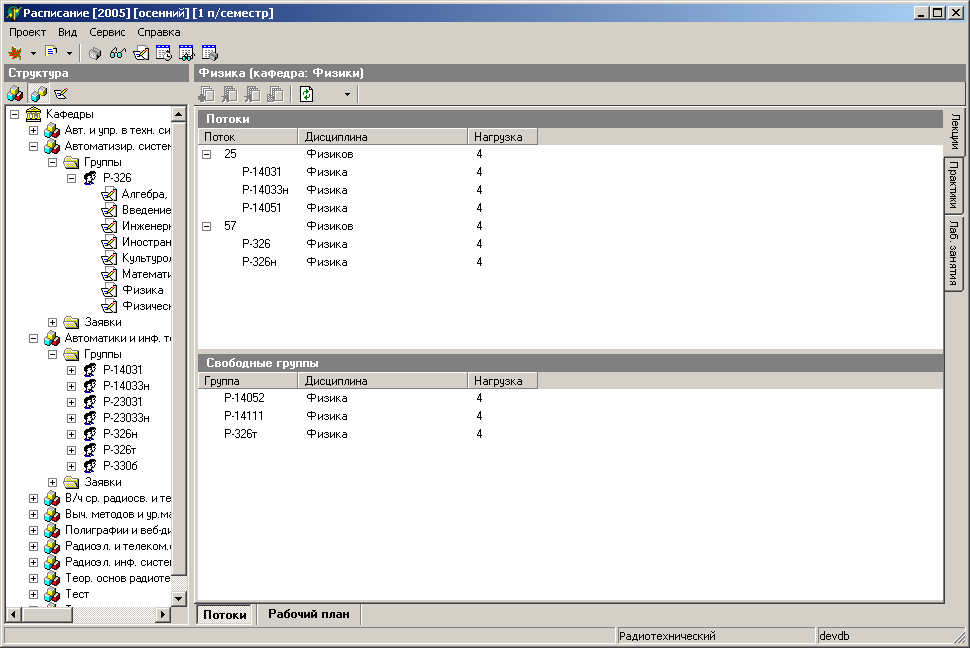 Расписание [2005] [осенний] [1 п/семестр]
Проект Вид Сервис Справка
Структура
Кафедры
Авт. и упр. в техн. си
Автоматизир. систем
Группы
Р-326
Алгебра,
Введение
Инженерн
Иностран
Культурол
Математи
Физика
Физическ
Заявки
Автоматики и инф. т
Группы
Р-14031
Р-14033н
Р-23031
Р-23033н
Р-326н
Р-326т
Р-330б
Заявки
В/ч ср. радиосв. и те
Выч. методов и ур.ма
Полиграфии и веб-ди
Радиоэл. и телеком.
Радиоэл. инф. систем
Теор. основ радиоте
Тест
Физика (кафедра: Физики)
Потоки
Поток Дисциплина Нагрузка
25 Физиков 4
Р-14031 Физика 4
Р-14033н Физика 4
Р-14051 Физика 4
57 Физиков 4
Р-326 Физика 4
Р-326н Физика 4
Свободные группы
Группа Дисциплина Нагрузка
Р-14052 Физика 4
Р-14111 Физика 4
Р-326т Физика 4
Лекции
Практики
Лаб. занятия
Потоки Рабочий план
Радиотехнический devdb